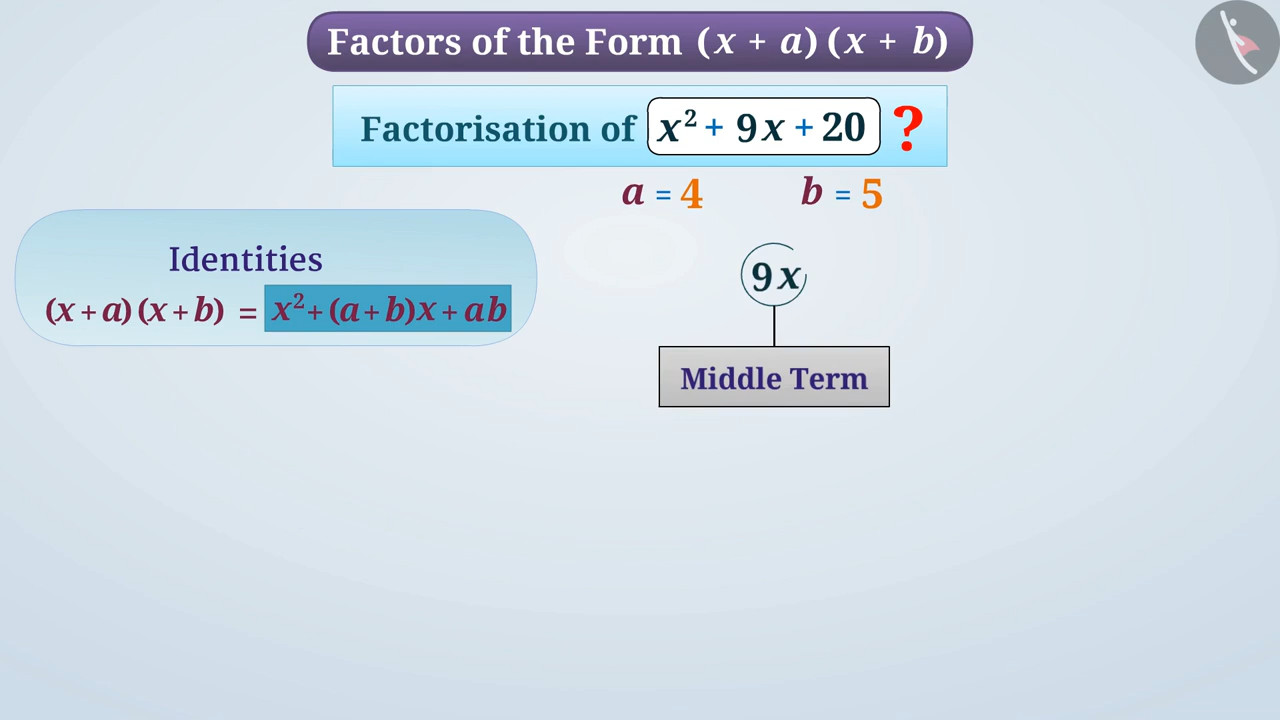 Factors of the Form (x + a) (x + b)
Factorisation of x² + 9x + 20 ?
a = 4 b = 5
Identities
(x + a) (x + b) = x² + (a + b)x + ab
9x
Middle Term